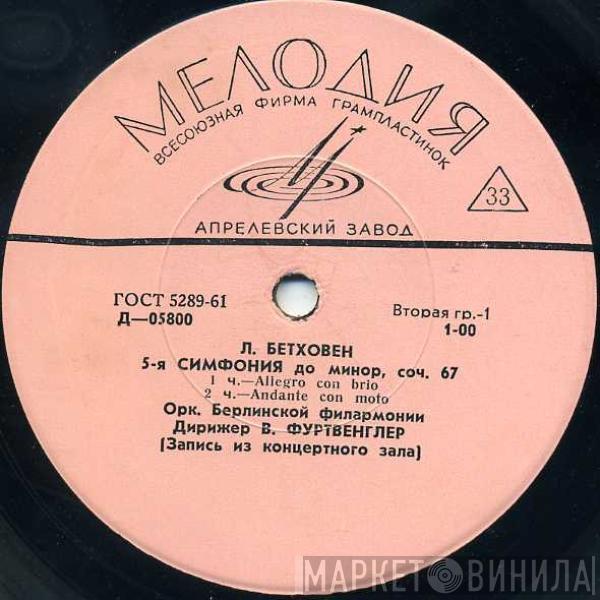 МЕЛОДИЯ
ВСЕСОЮЗНАЯ ФИРМА ГРАМПЛАСТИНОК
33
АПРЕЛЕВСКИЙ ЗАВОД
ГОСТ 5289-61
Д—05800
Вторая гр.-1
1-00
Л. БЕТХОВЕН
5-я СИМФОНИЯ до минор, соч. 67
1 ч.—Allegro con brio
2 ч.—Andante con moto
Орк. Берлинской филармонии
Дирижер В. ФУРТВЕНГЛЕР
(Запись из концертного зала)
МАРКЕТ ВИНИЛА